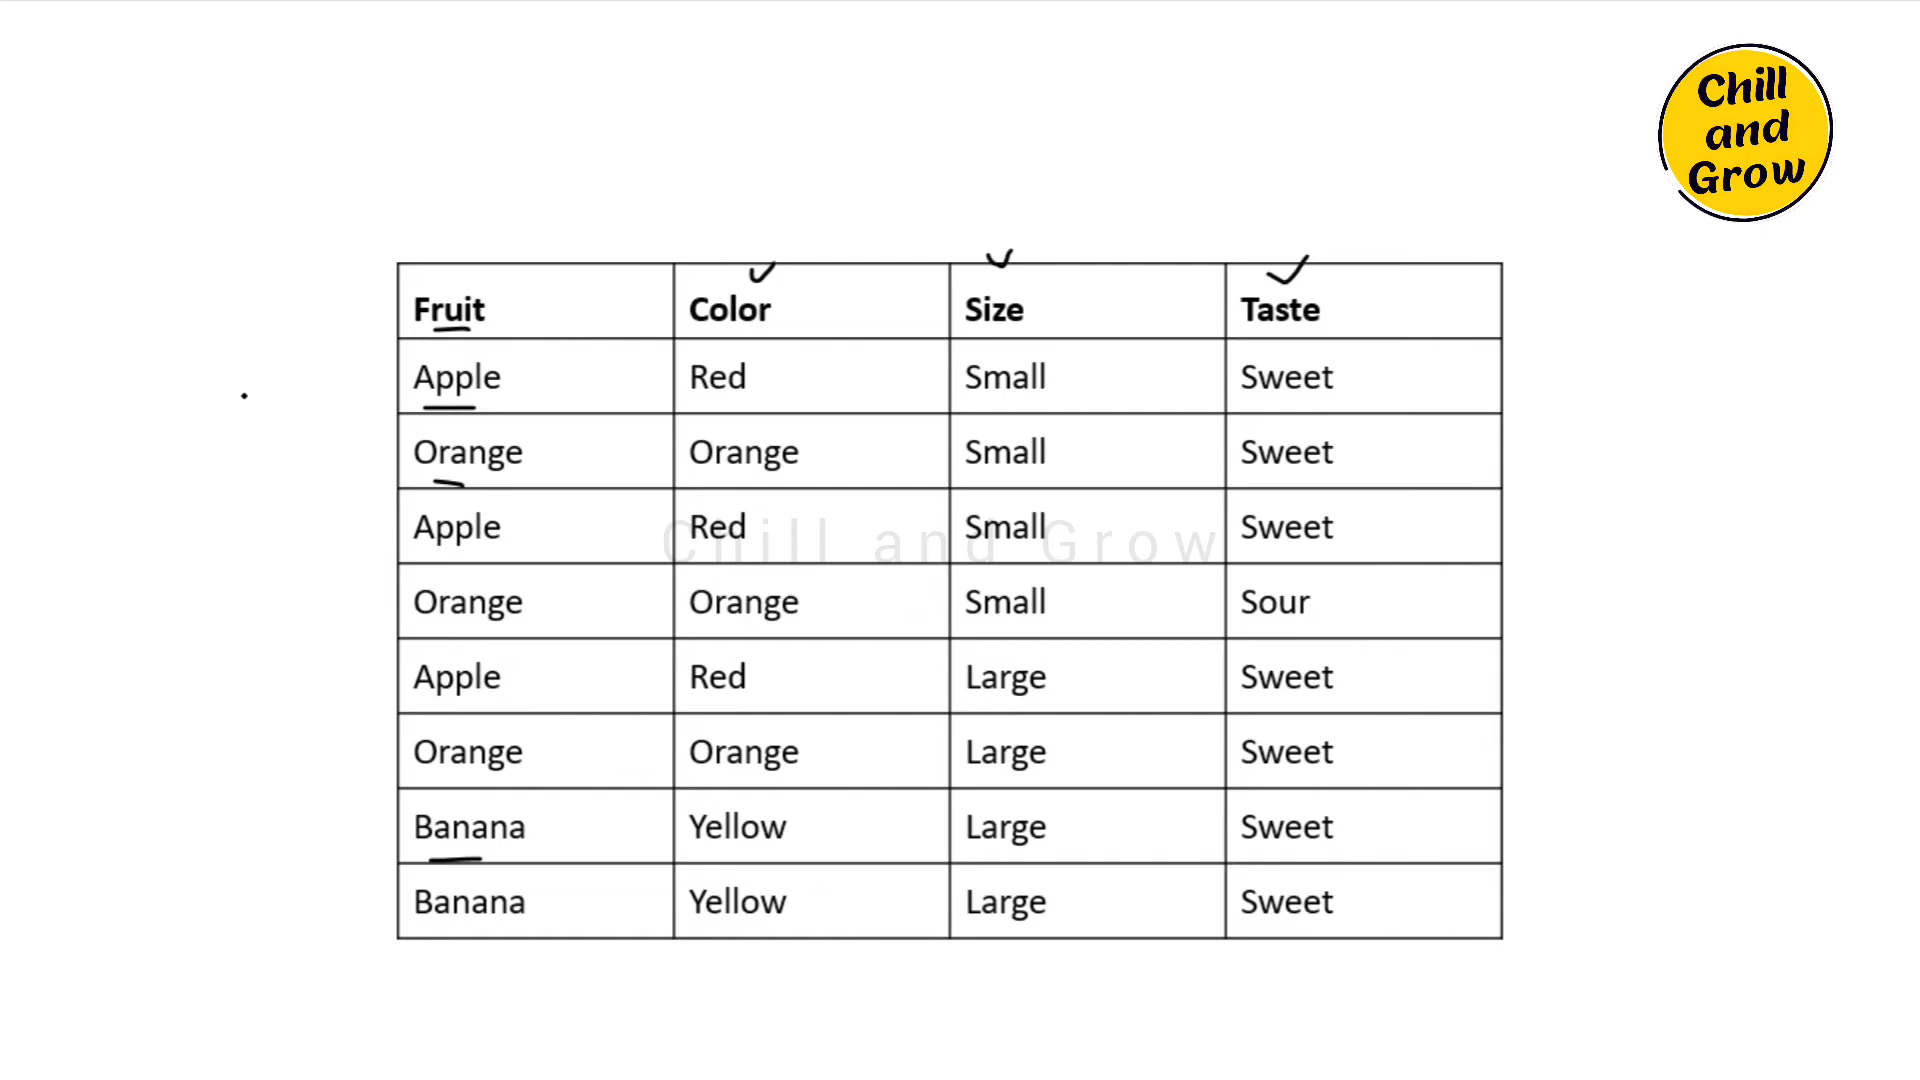 Chill
and
Grow
Fruit Color Size Taste
Apple Red Small Sweet
Orange Orange Small Sweet
Apple Red Small Sweet
Chill and Grow
Orange Orange Small Sour
Apple Red Large Sweet
Orange Orange Large Sweet
Banana Yellow Large Sweet
Banana Yellow Large Sweet